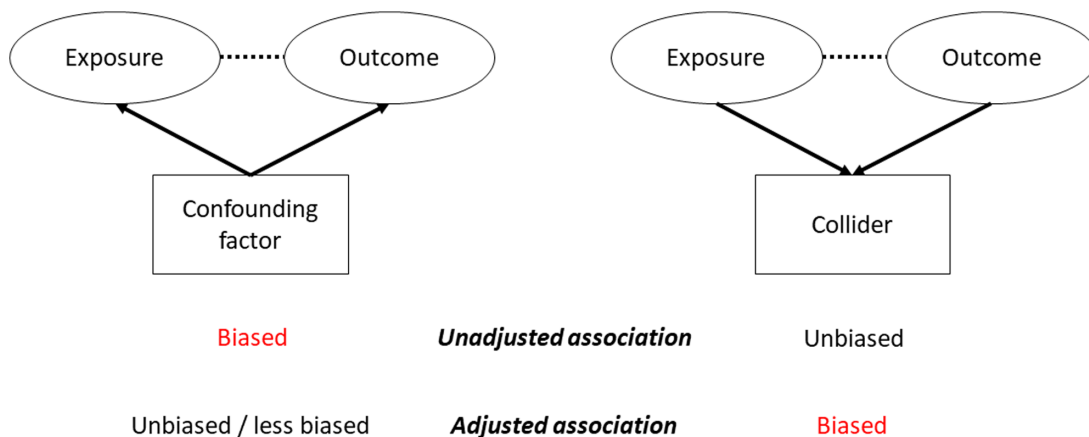 Exposure Outcome Exposure Outcome
Confounding
factor
Collider
Biased Unadjusted association Unbiased
Unbiased / less biased Adjusted association Biased